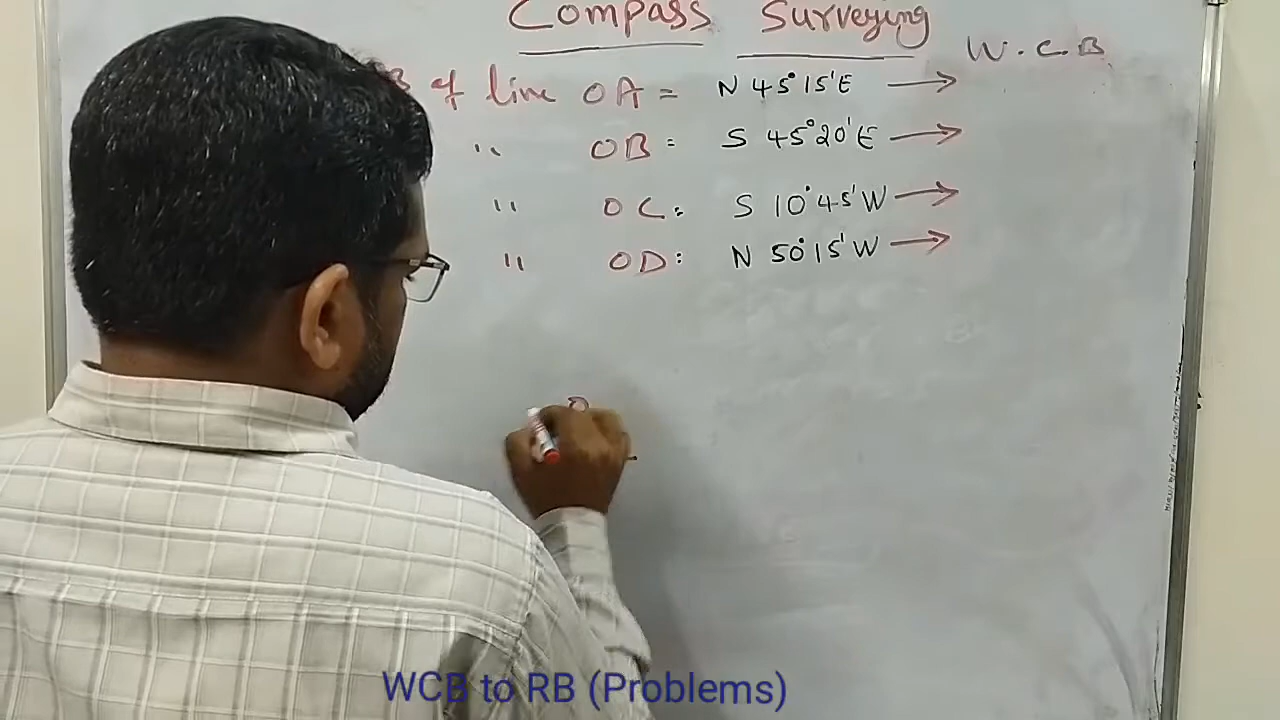 Compass Surveying
W.C.B
B of line OA = N 45° 15' E →
" OB: S 45° 20' E →
" OC: S 10° 45' W →
" OD: N 50° 15' W →
WCB to RB (Problems)